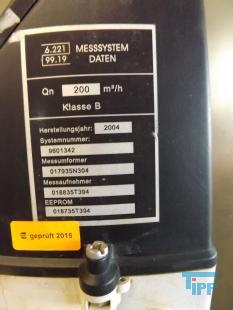 6.221 MESSSYSTEM
99.19 DATEN
Qn 200 m³/h
Klasse B
Herstellungsjahr: 2004
Systemnummer:
9601342
Messumformer
017935N304
Messaufnehmer
018835T394
EEPROM
018735T394
geprüft 2015
TIPP